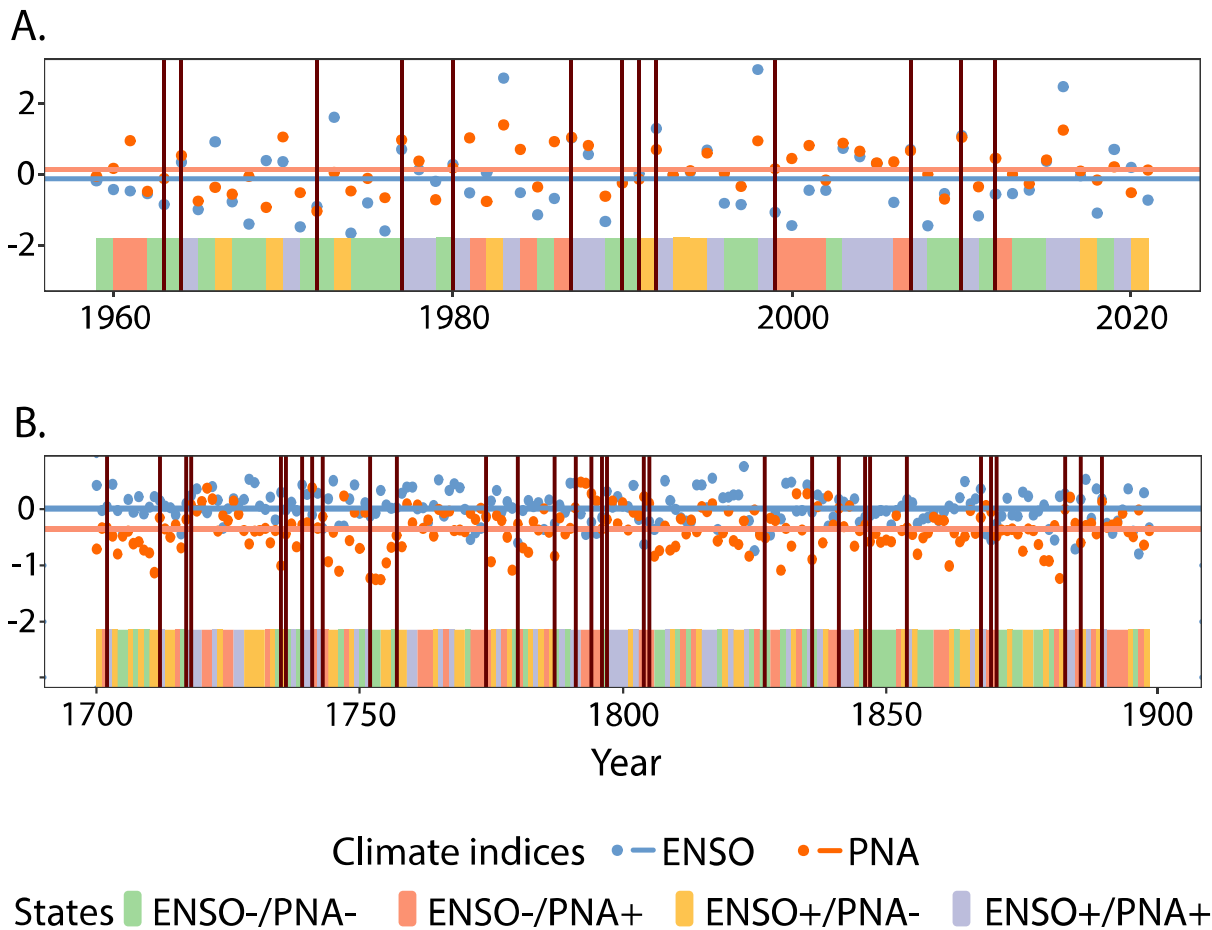 A.
2
0
-2
1960 1980 2000 2020
B.
0
-1
-2
1700 1750 1800 1850 1900
Year
Climate indices ENSO PNA
States ENSO-/PNA- ENSO-/PNA+ ENSO+/PNA- ENSO+/PNA+